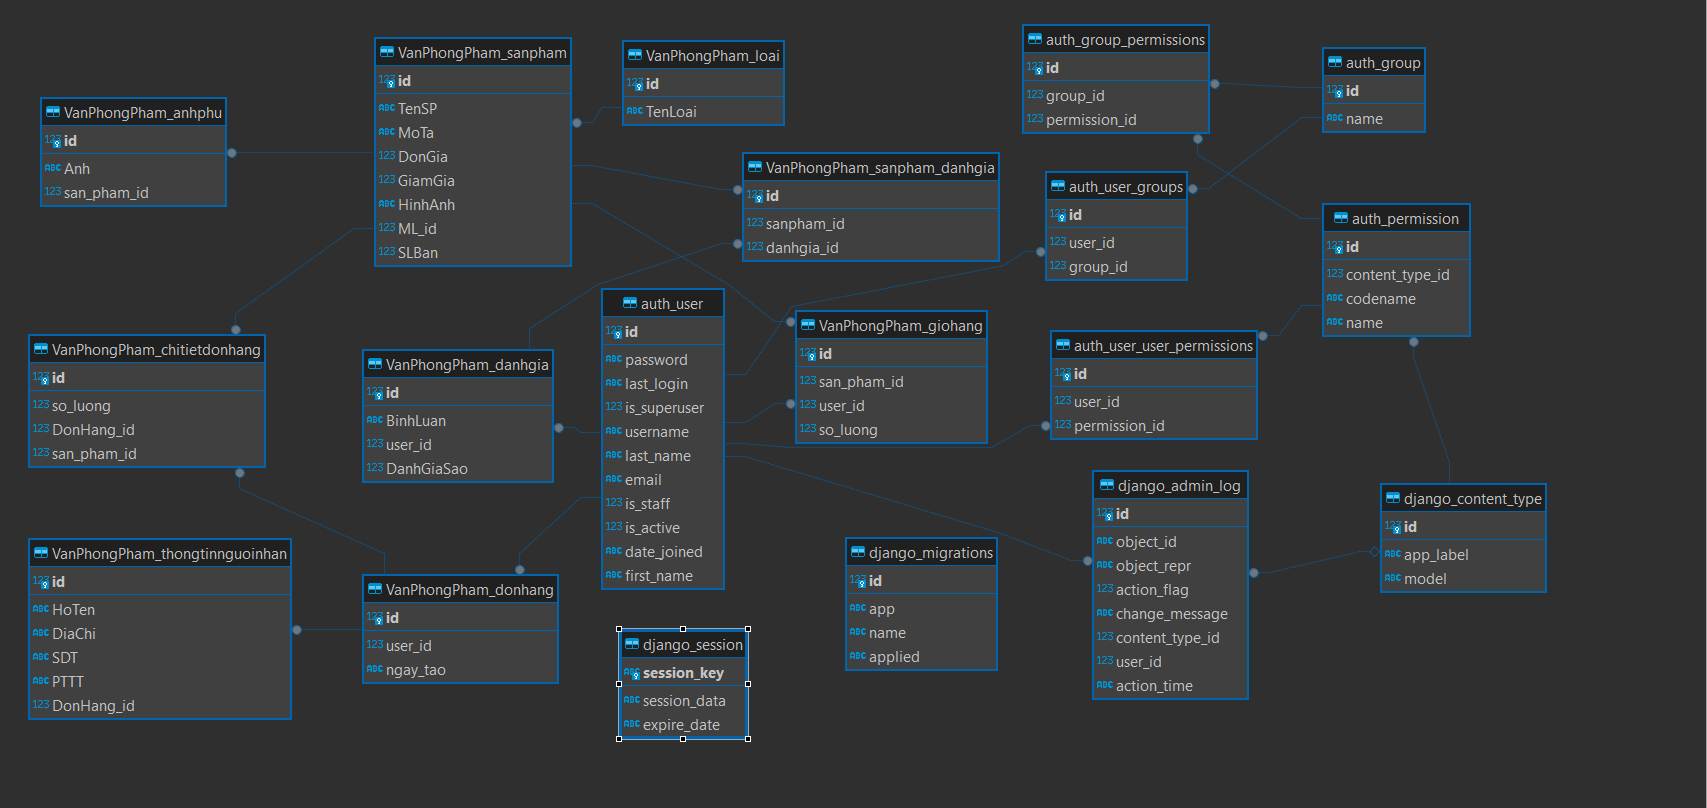 VanPhongPham_anhphu
123 id
ABC Anh
123 san_pham_id
VanPhongPham_sanpham
123 id
ABC TenSP
ABC MoTa
123 DonGia
123 GiamGia
ABC HinhAnh
123 ML_id
123 SLBan
VanPhongPham_loai
123 id
ABC TenLoai
VanPhongPham_sanpham_danhgia
123 id
123 sanpham_id
123 danhgia_id
auth_group_permissions
123 id
123 group_id
123 permission_id
auth_group
123 id
ABC name
auth_user_groups
123 id
123 user_id
123 group_id
auth_permission
123 id
123 content_type_id
ABC codename
ABC name
VanPhongPham_chitietdonhang
123 id
123 so_luong
123 DonHang_id
123 san_pham_id
VanPhongPham_danhgia
123 id
ABC BinhLuan
123 user_id
123 DanhGiaSao
auth_user
123 id
ABC password
ABC last_login
123 is_superuser
ABC username
ABC last_name
ABC email
123 is_staff
123 is_active
ABC date_joined
ABC first_name
VanPhongPham_giohang
123 id
123 san_pham_id
123 user_id
123 so_luong
auth_user_user_permissions
123 id
123 user_id
123 permission_id
VanPhongPham_thongtinnguoinhan
123 id
ABC HoTen
ABC DiaChi
ABC SDT
ABC PTTT
123 DonHang_id
VanPhongPham_donhang
123 id
123 user_id
ABC ngay_tao
django_session
ABC session_key
ABC session_data
ABC expire_date
django_migrations
123 id
ABC app
ABC name
ABC applied
django_admin_log
123 id
ABC object_id
ABC object_repr
123 action_flag
ABC change_message
123 content_type_id
123 user_id
ABC action_time
django_content_type
123 id
ABC app_label
ABC model